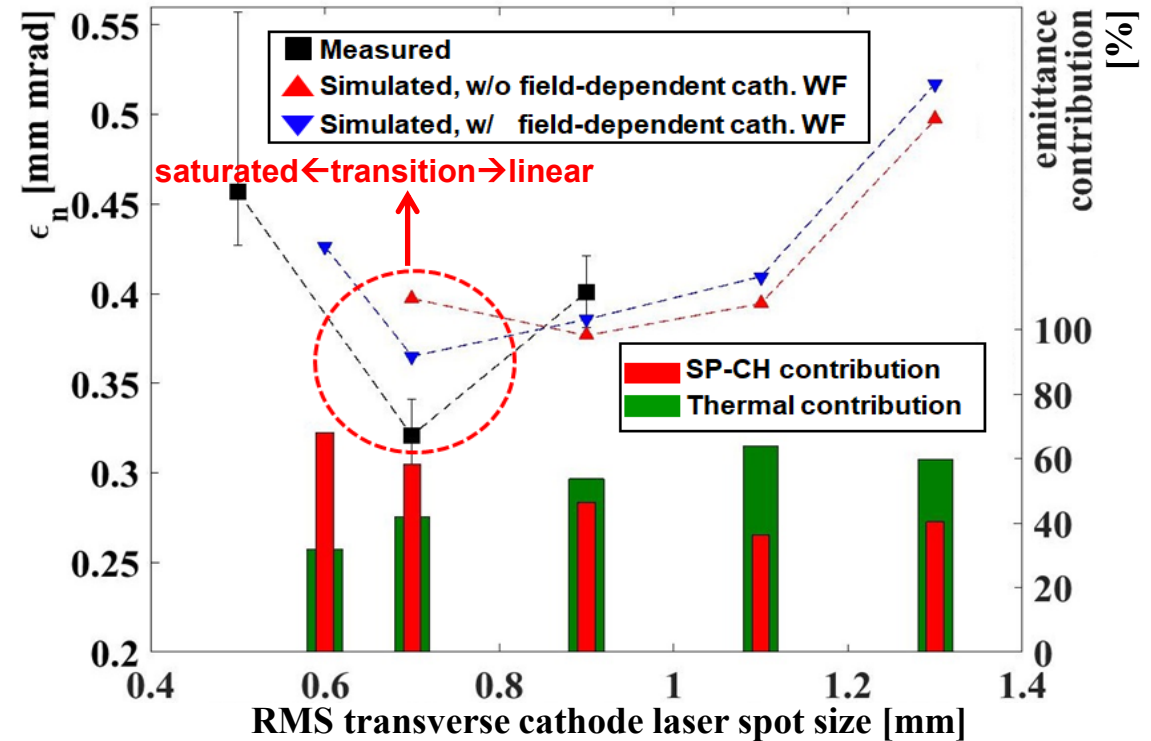 ϵn [mm mrad]
0.55
0.5
0.45
0.4
0.35
0.3
0.25
0.2
Measured
Simulated, w/o field-dependent cath. WF
Simulated, w/ field-dependent cath. WF
saturated←transition→linear
SP-CH contribution
Thermal contribution
emittance
contribution
[%]
100
80
60
40
20
0
0.4 0.6 0.8 1 1.2 1.4
RMS transverse cathode laser spot size [mm]